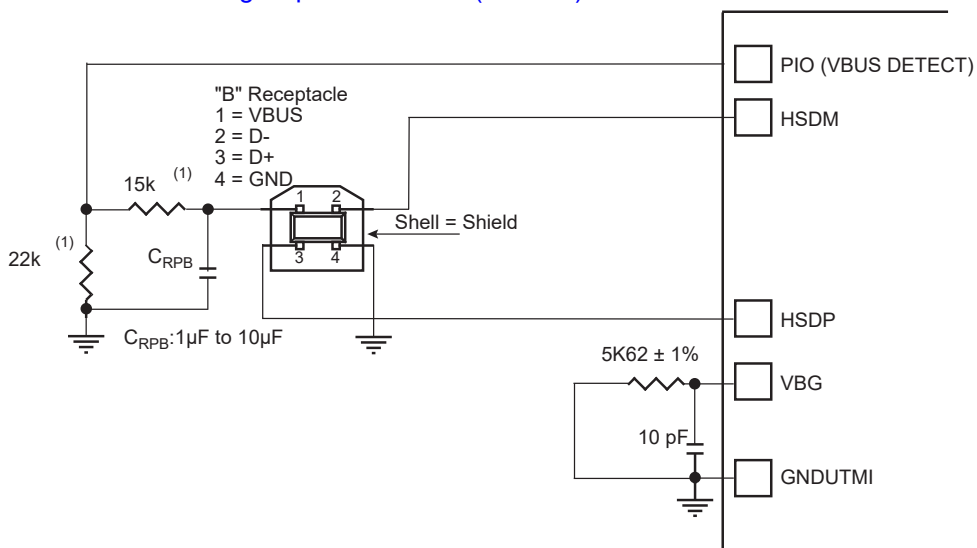 PIO (VBUS DETECT)
"B" Receptacle
1 = VBUS
2 = D-
3 = D+
4 = GND
HSDM
15k (1)
1 2
Shell = Shield
22k (1)
CRPB
3 4
CRPB:1µF to 10µF
HSDP
5K62 ± 1%
VBG
10 pF
GNDUTMI